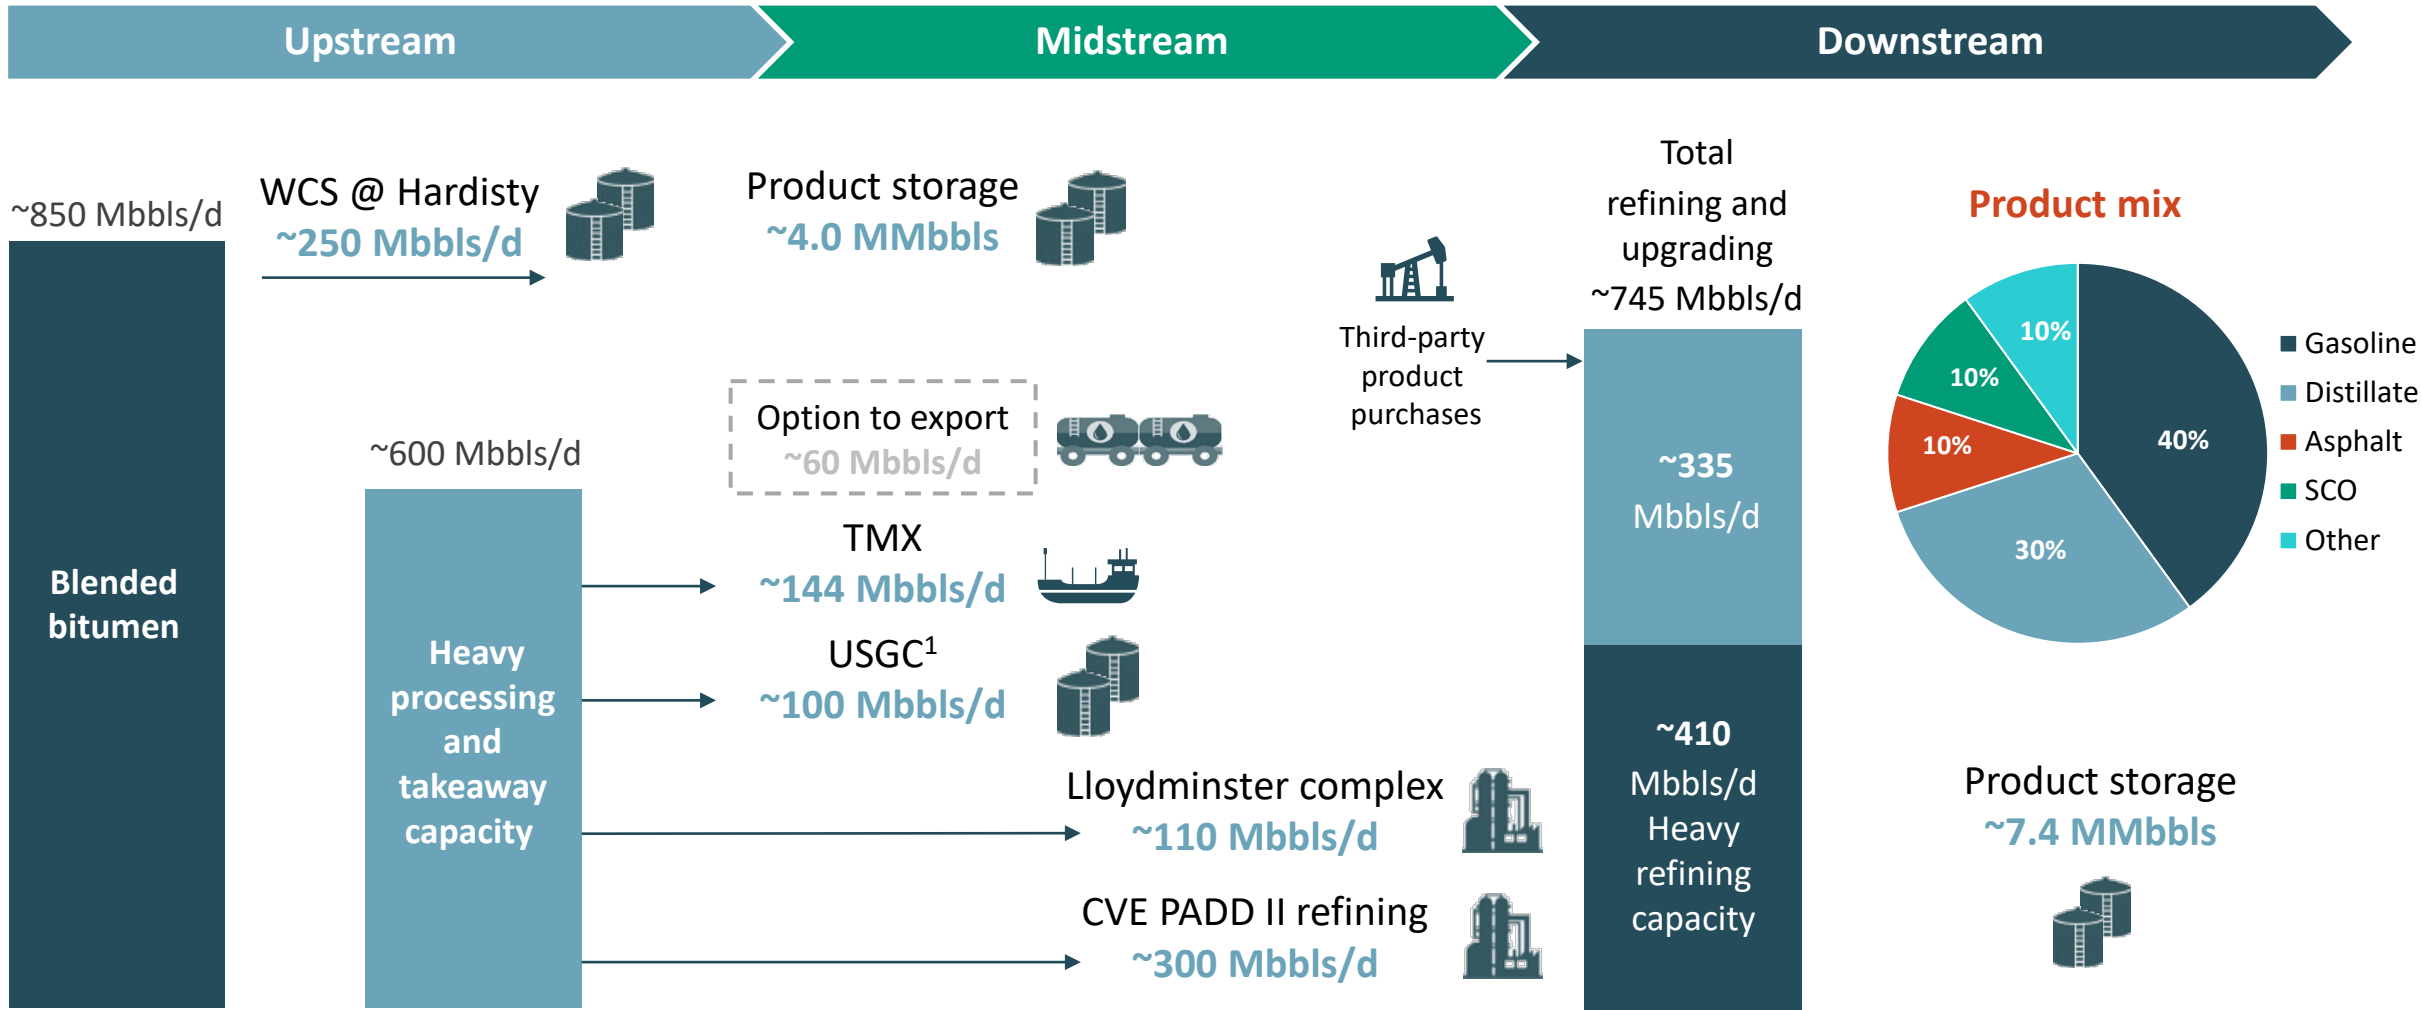 Upstream
Midstream
Downstream
~850 Mbbls/d
Blended
bitumen
WCS @ Hardisty
~250 Mbbls/d
~600 Mbbls/d
Heavy
processing
and
takeaway
capacity
Product storage
~4.0 MMbbls
Option to export
~60 Mbbls/d
TMX
~144 Mbbls/d
USGC¹
~100 Mbbls/d
Lloydminster complex
~110 Mbbls/d
CVE PADD II refining
~300 Mbbls/d
Third-party
product
purchases
Total
refining and
upgrading
~745 Mbbls/d
~335
Mbbls/d
~410
Mbbls/d
Heavy
refining
capacity
Product mix
10%
10%
10%
40%
30%
Gasoline
Distillate
Asphalt
SCO
Other
Product storage
~7.4 MMbbls